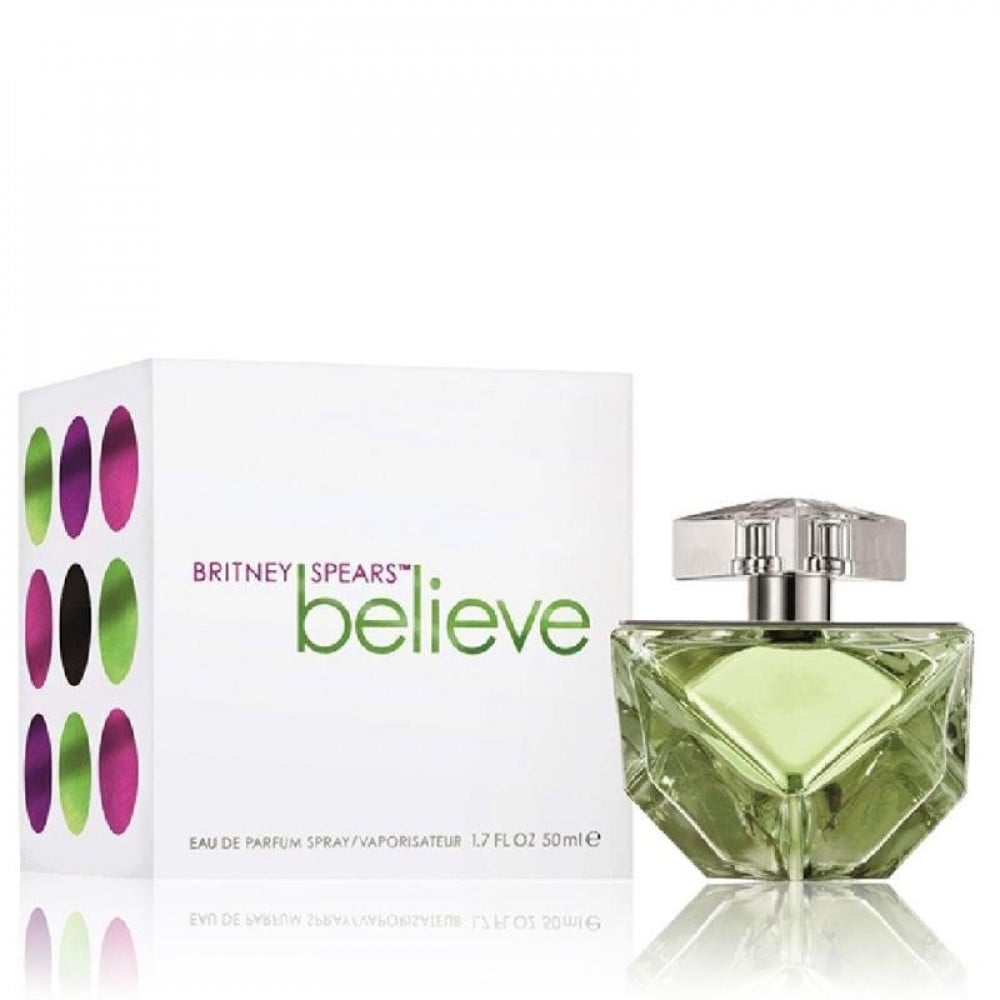 BRITNEY SPEARS™
believe
EAU DE PARFUM SPRAY/VAPORISATEUR 1.7 FL OZ 50ml℮